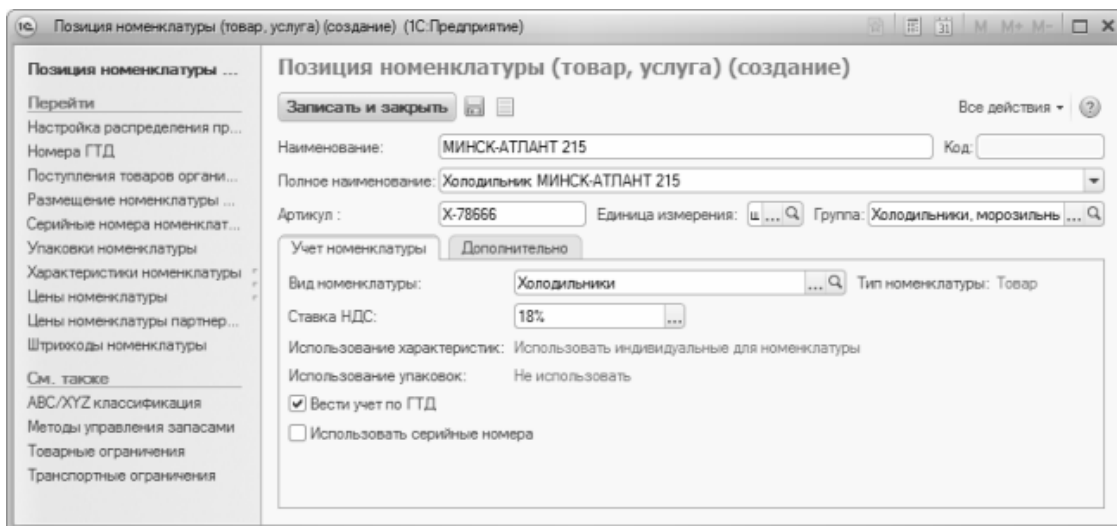 1С Позиция номенклатуры (товар, услуга) (создание) (1С:Предприятие) 31 M M+ M-
Позиция номенклатуры ...
Перейти
Настройка распределения пр...
Номера ГТД
Поступления товаров органи...
Размещение номенклатуры ...
Серийные номера номенклат...
Упаковки номенклатуры
Характеристики номенклатуры
Цены номенклатуры
Цены номенклатуры партнер...
Штрихкоды номенклатуры
См. также
ABC/XYZ классификация
Методы управления запасами
Товарные ограничения
Транспортные ограничения
Позиция номенклатуры (товар, услуга) (создание)
Записать и закрыть Все действия ?
Наименование: МИНСК-АТЛАНТ 215 Код:
Полное наименование: Холодильник МИНСК-АТЛАНТ 215
Артикул : X-78666 Единица измерения: ш ... Группа: Холодильники, морозильнь ...
Учет номенклатуры Дополнительно
Вид номенклатуры: Холодильники ... Тип номенклатуры: Товар
Ставка НДС: 18% ...
Использование характеристик: Использовать индивидуальные для номенклатуры
Использование упаковок: Не использовать
Вести учет по ГТД
Использовать серийные номера